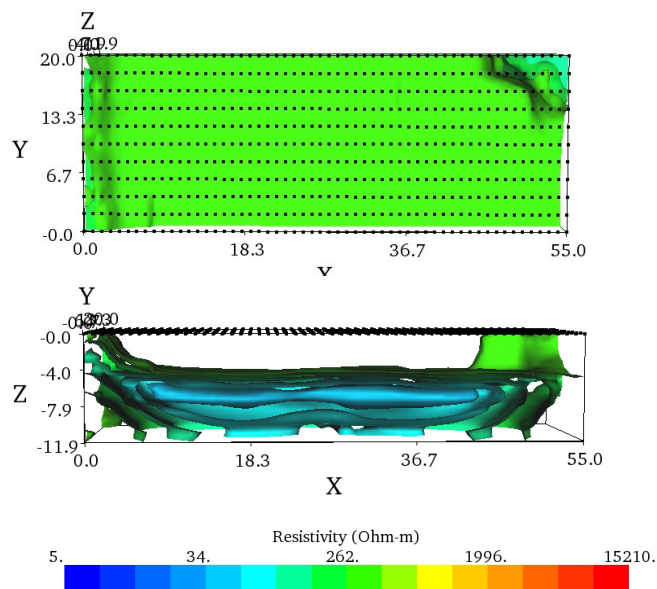 Z
20.0
13.3
Y
6.7
-0.0
0.0 18.3 36.7 55.0
Y
-0.0
-4.0
Z
-7.9
-11.9
0.0 18.3 36.7 55.0
X
Resistivity (Ohm-m)
5. 34. 262. 1996. 15210.